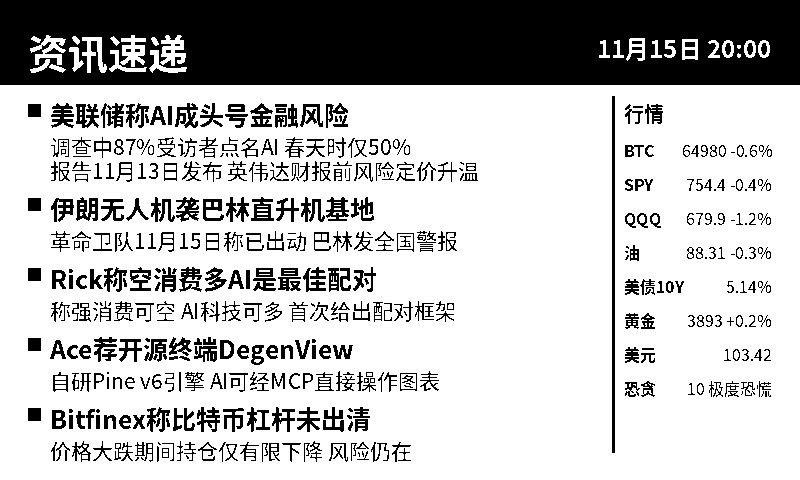 资讯速递
11月15日 20:00
美联储称AI成头号金融风险
调查中87%受访者点名AI 春天时仅50%
报告11月13日发布 英伟达财报前风险定价升温
伊朗无人机袭巴林直升机基地
革命卫队11月15日称已出动 巴林发全国警报
Rick称空消费多AI是最佳配对
称强消费可空 AI科技可多 首次给出配对框架
Ace荐开源终端DegenView
自研Pine v6引擎 AI可经MCP直接操作图表
Bitfinex称比特币杠杆未出清
价格大跌期间持仓仅有限下降 风险仍在
行情
BTC 64980 -0.6%
SPY 754.4 -0.4%
QQQ 679.9 -1.2%
油 88.31 -0.3%
美债10Y 5.14%
黄金 3893 +0.2%
美元 103.42
恐贪 10 极度恐慌